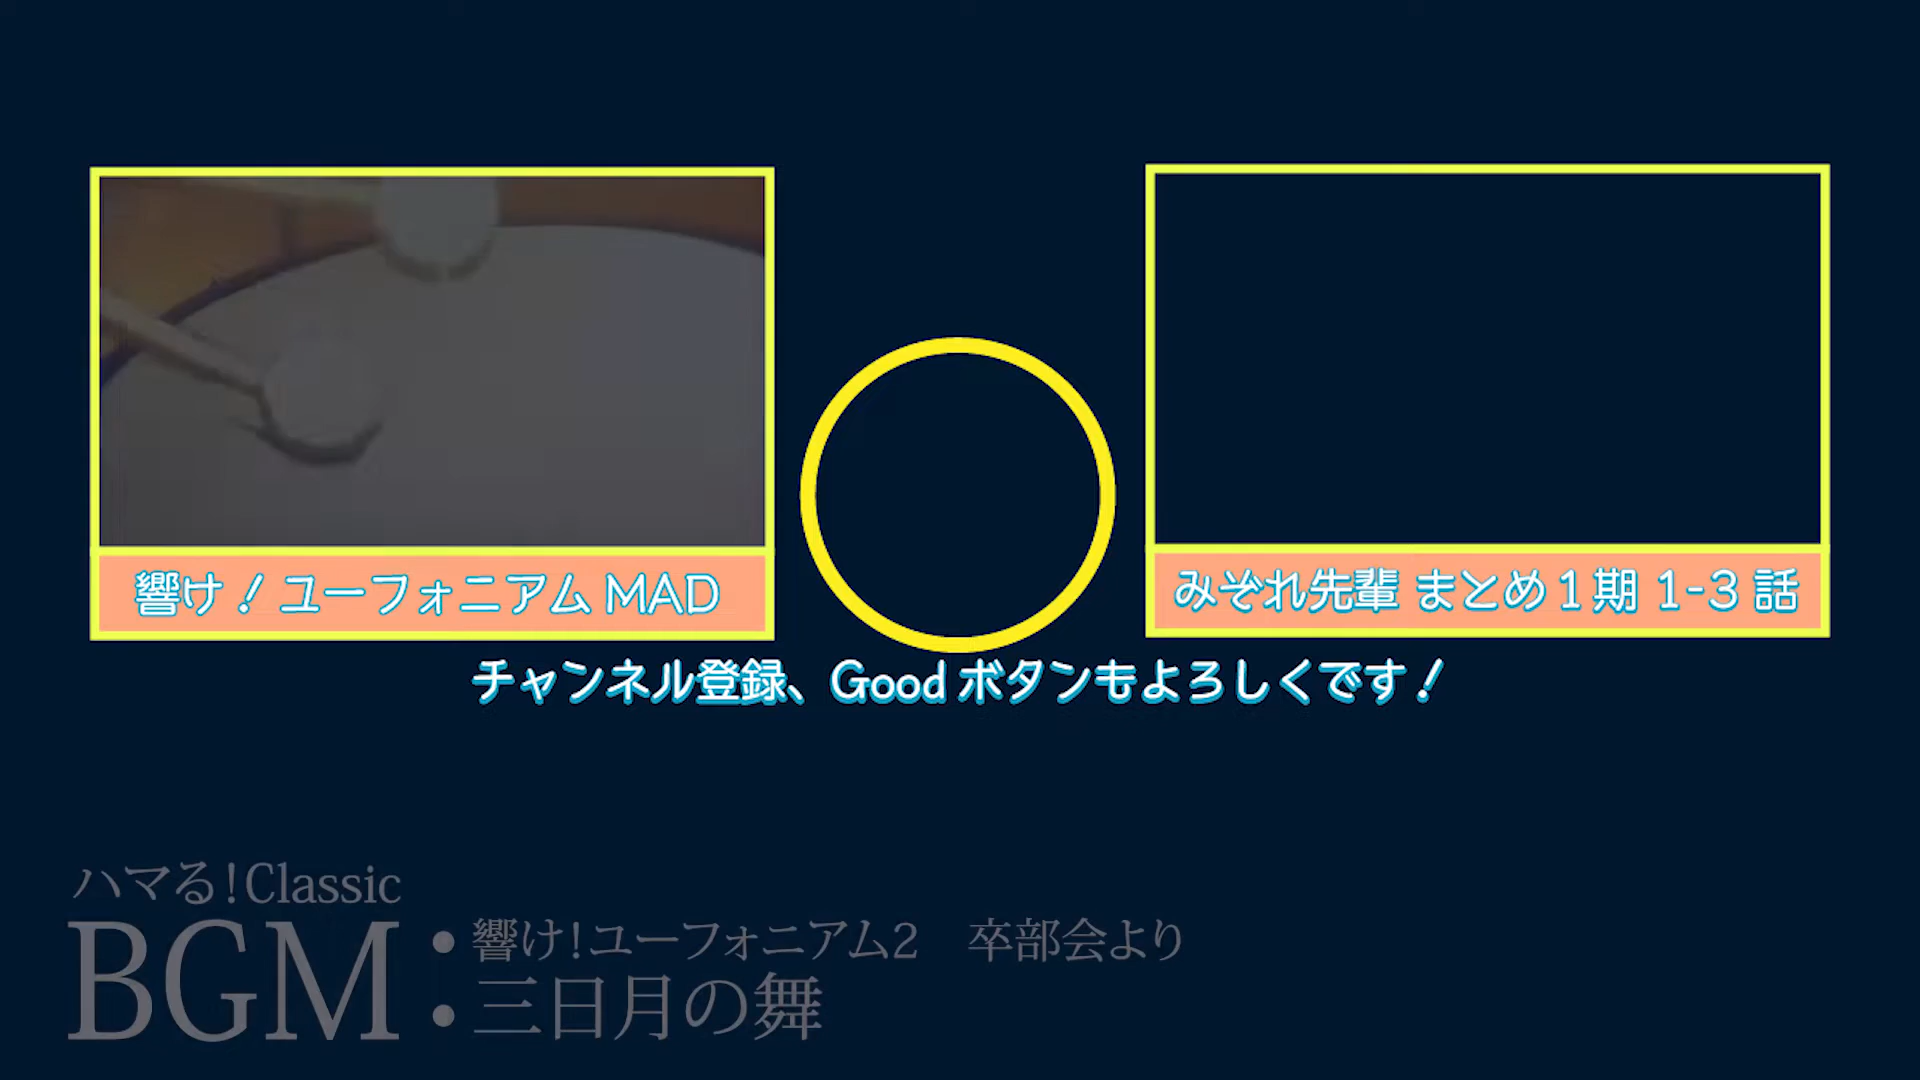 響け！ユーフォニアム MAD
みぞれ先輩 まとめ1期 1-3 話
チャンネル登録、Good ボタンもよろしくです！
ハマる！Classic
BGM：響け！ユーフォニアム2　卒部会より
三日月の舞